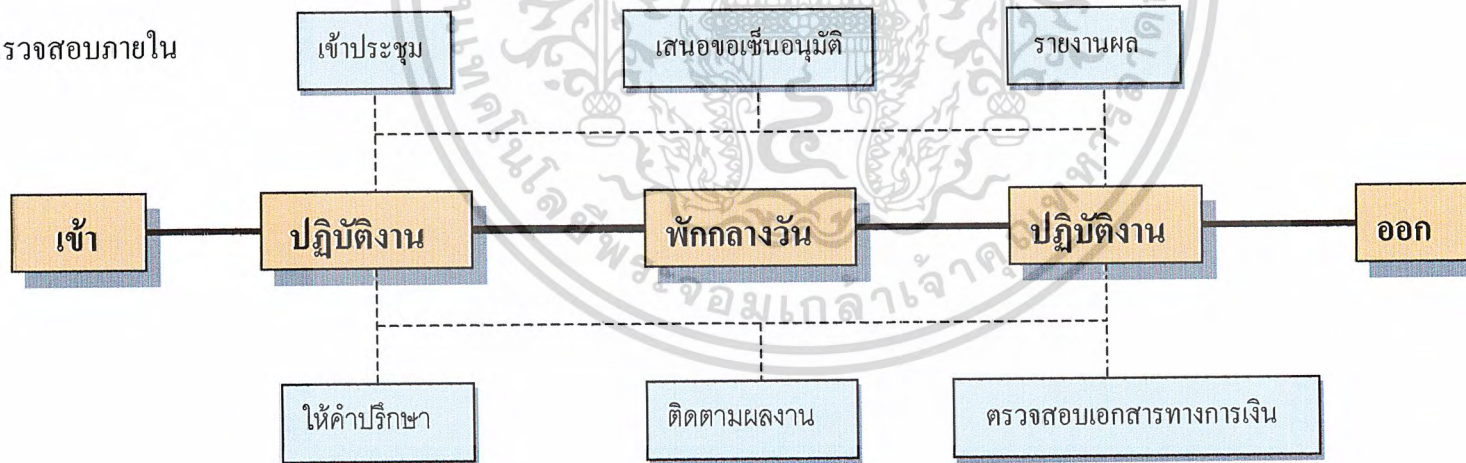 รวจสอบภายใน
เข้าประชุม
เสนอขอเซ็นอนุมัติ
รายงานผล
เข้า
ปฏิบัติงาน
พักกลางวัน
ปฏิบัติงาน
ออก
ให้คำปรึกษา
ติดตามผลงาน
ตรวจสอบเอกสารทางการเงิน